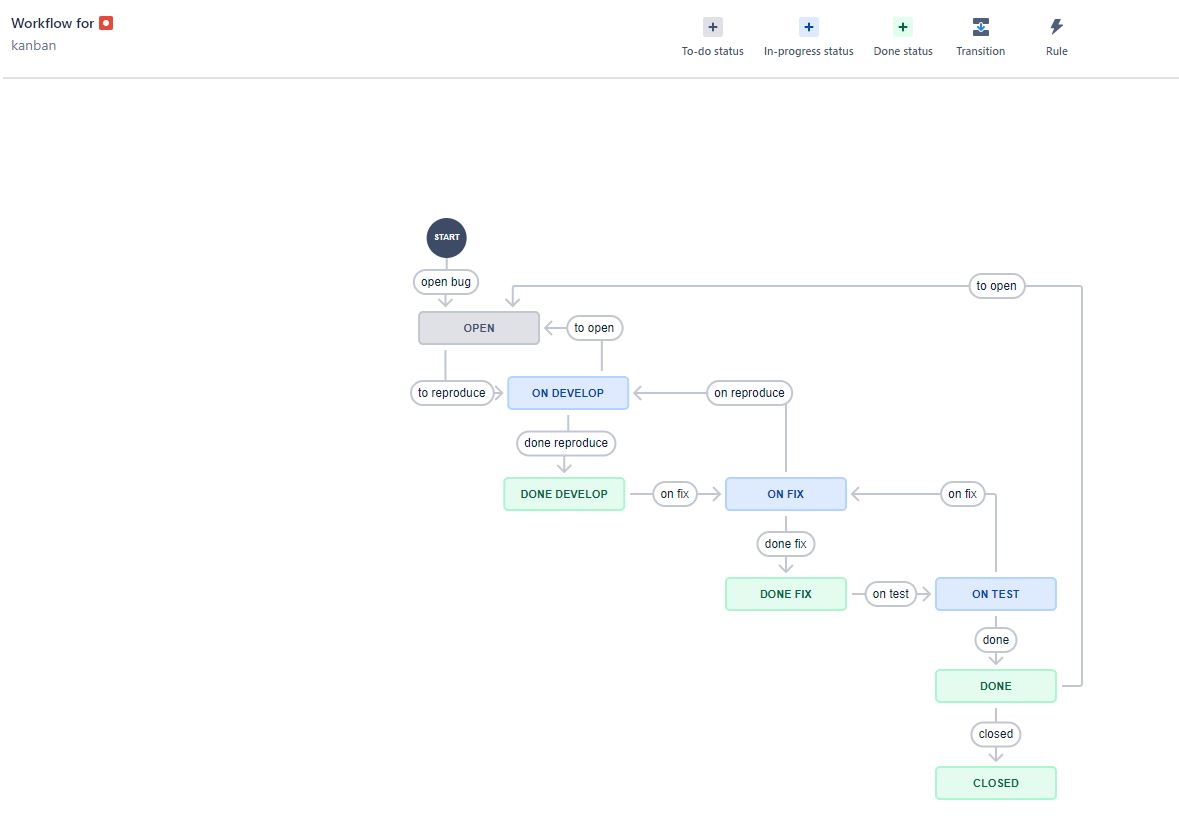 Workflow for
kanban
To-do status
In-progress status
Done status
Transition
Rule
START
open bug
to open
OPEN
to open
to reproduce
ON DEVELOP
on reproduce
done reproduce
DONE DEVELOP
on fix
ON FIX
on fix
done fix
DONE FIX
on test
ON TEST
done
DONE
closed
CLOSED